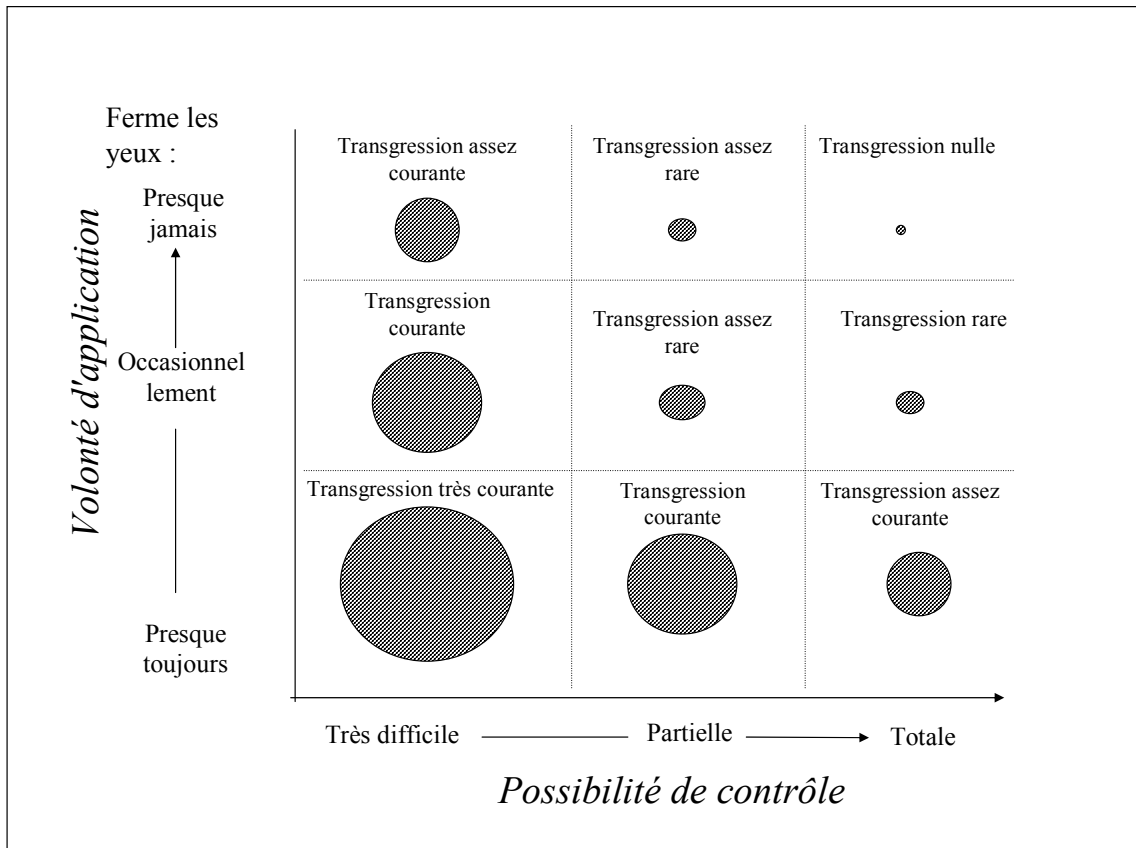 Ferme les
yeux :
Presque
jamais
Occasionnel
lement
Presque
toujours
Volonté d'application
Transgression assez
courante
Transgression assez
rare
Transgression nulle
Transgression
courante
Transgression assez
rare
Transgression rare
Transgression très courante
Transgression
courante
Transgression assez
courante
Très difficile
Partielle
Totale
Possibilité de contrôle